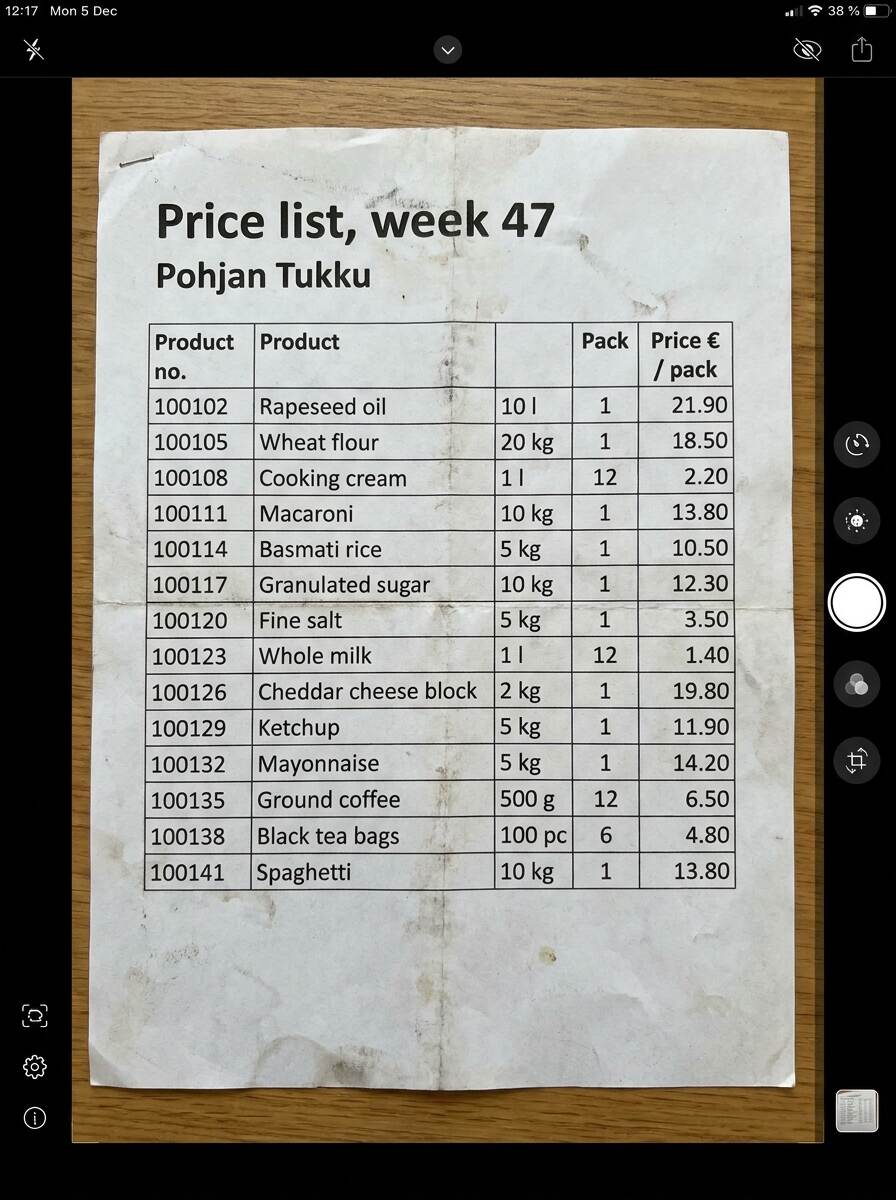 12:17 Mon 5 Dec 38 %
Price list, week 47
Pohjan Tukku
Product no. Product Pack Price € / pack
100102 Rapeseed oil 10 l 1 21.90
100105 Wheat flour 20 kg 1 18.50
100108 Cooking cream 1 l 12 2.20
100111 Macaroni 10 kg 1 13.80
100114 Basmati rice 5 kg 1 10.50
100117 Granulated sugar 10 kg 1 12.30
100120 Fine salt 5 kg 1 3.50
100123 Whole milk 1 l 12 1.40
100126 Cheddar cheese block 2 kg 1 19.80
100129 Ketchup 5 kg 1 11.90
100132 Mayonnaise 5 kg 1 14.20
100135 Ground coffee 500 g 12 6.50
100138 Black tea bags 100 pc 6 4.80
100141 Spaghetti 10 kg 1 13.80